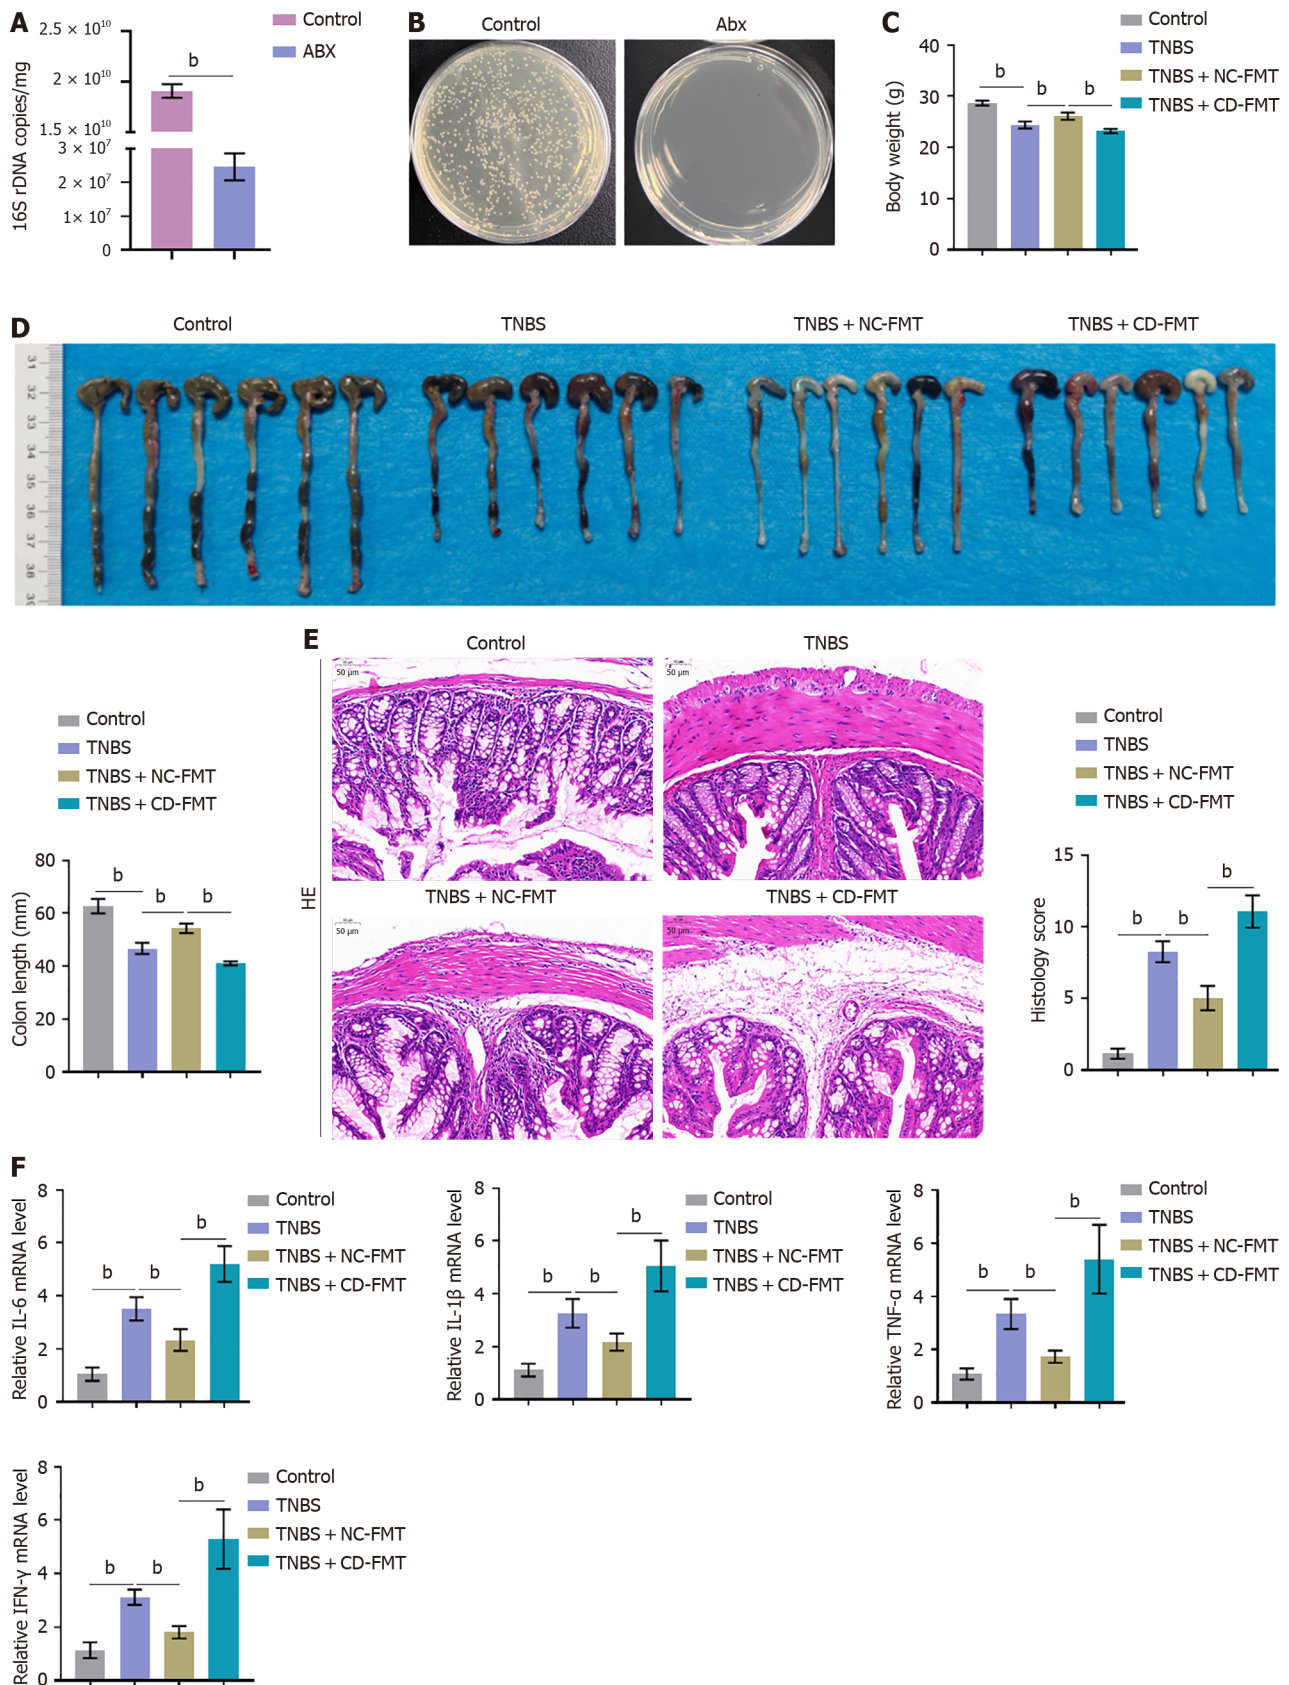 A
Control
ABX
2.5 × 10¹⁰
2 × 10¹⁰
1.5 × 10¹⁰
3 × 10⁷
2 × 10⁷
1× 10⁷
0
16S rDNA copies/mg
b
B
Control
Abx
C
Control
TNBS
TNBS + NC-FMT
TNBS + CD-FMT
40
30
20
10
0
Body weight (g)
b
b
b
D
Control
TNBS
TNBS + NC-FMT
TNBS + CD-FMT
31
32
33
34
35
36
37
38
Control
TNBS
TNBS + NC-FMT
TNBS + CD-FMT
80
60
40
20
0
Colon length (mm)
b
b
b
E
HE
Control
TNBS
50 μm
50 μm
TNBS + NC-FMT
TNBS + CD-FMT
50 μm
50 μm
Control
TNBS
TNBS + NC-FMT
TNBS + CD-FMT
15
10
5
0
Histology score
b
b
b
F
8
6
4
2
0
Relative IL-6 mRNA level
b
b
b
Control
TNBS
TNBS + NC-FMT
TNBS + CD-FMT
8
6
4
2
0
Relative IL-1β mRNA level
b
b
b
Control
TNBS
TNBS + NC-FMT
TNBS + CD-FMT
8
6
4
2
0
Relative TNF-α mRNA level
b
b
b
Control
TNBS
TNBS + NC-FMT
TNBS + CD-FMT
8
6
4
2
0
Relative IFN-γ mRNA level
b
b
b
Control
TNBS
TNBS + NC-FMT
TNBS + CD-FMT